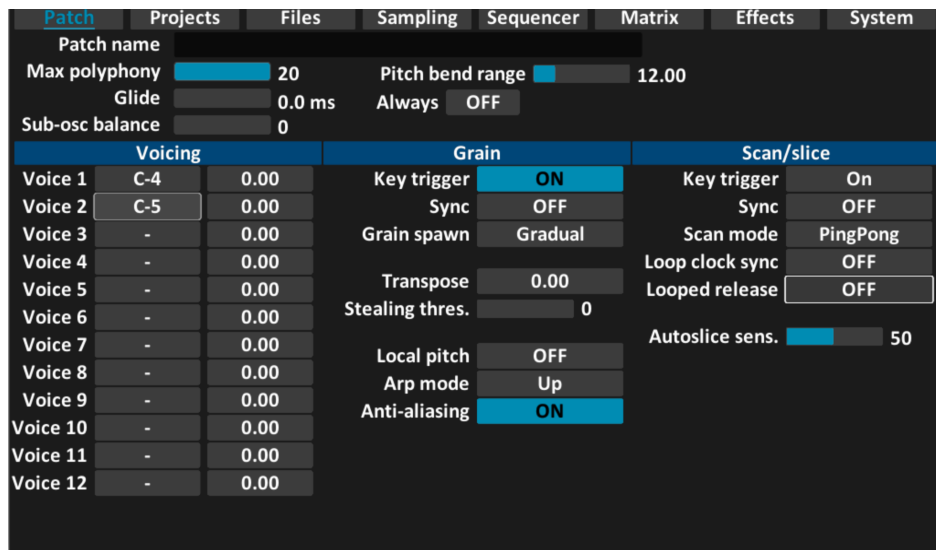 Patch Projects Files Sampling Sequencer Matrix Effects System
Patch name
Max polyphony 20 Pitch bend range 12.00
Glide 0.0 ms Always OFF
Sub-osc balance 0
Voicing Grain Scan/slice
Voice 1 C-4 0.00 Key trigger ON Key trigger On
Voice 2 C-5 0.00 Sync OFF Sync OFF
Voice 3 - 0.00 Grain spawn Gradual Scan mode PingPong
Voice 4 - 0.00 Loop clock sync OFF
Voice 5 - 0.00 Transpose 0.00 Looped release OFF
Voice 6 - 0.00 Stealing thres. 0
Voice 7 - 0.00 Local pitch OFF Autoslice sens. 50
Voice 8 - 0.00 Arp mode Up
Voice 9 - 0.00 Anti-aliasing ON
Voice 10 - 0.00
Voice 11 - 0.00
Voice 12 - 0.00